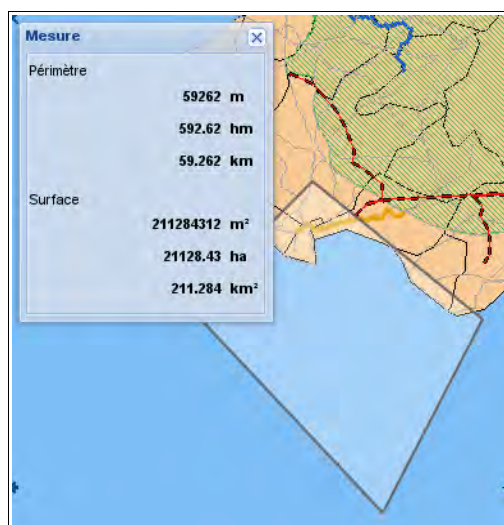 Mesure
Périmètre
59262 m
592.62 hm
59.262 km
Surface
211284312 m²
21128.43 ha
211.284 km²